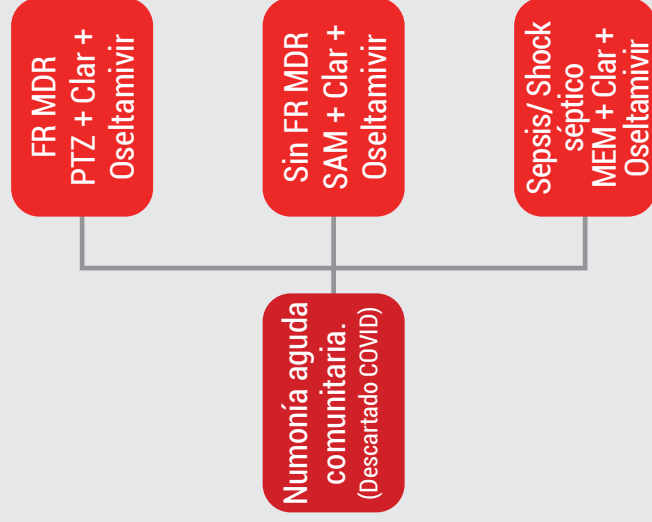 Numonía aguda
comunitaria.
(Descartado COVID)
FR MDR
PTZ + Clar +
Oseltamivir
Sin FR MDR
SAM + Clar +
Oseltamivir
Sepsis/ Shock
séptico
MEM + Clar +
Oseltamivir